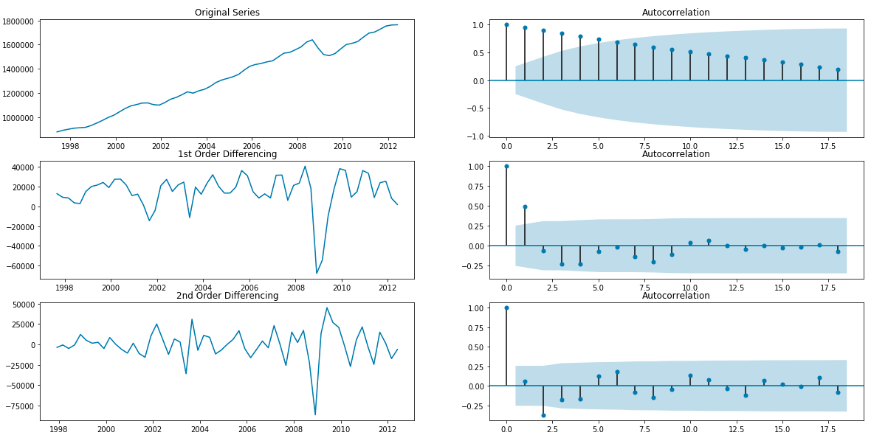 Original Series
1800000
1600000
1400000
1200000
1000000
1998 2000 2002 2004 2006 2008 2010 2012
Autocorrelation
1.0
0.5
0.0
−0.5
−1.0
0.0 2.5 5.0 7.5 10.0 12.5 15.0 17.5
1st Order Differencing
40000
20000
0
−20000
−40000
−60000
1998 2000 2002 2004 2006 2008 2010 2012
Autocorrelation
1.00
0.75
0.50
0.25
0.00
−0.25
0.0 2.5 5.0 7.5 10.0 12.5 15.0 17.5
2nd Order Differencing
50000
25000
0
−25000
−50000
−75000
1998 2000 2002 2004 2006 2008 2010 2012
Autocorrelation
1.00
0.75
0.50
0.25
0.00
−0.25
0.0 2.5 5.0 7.5 10.0 12.5 15.0 17.5